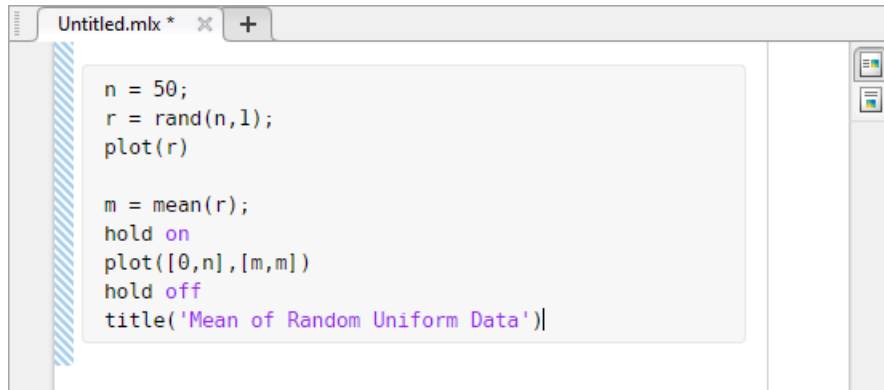 Untitled.mlx *
n = 50;
r = rand(n,1);
plot(r)
m = mean(r);
hold on
plot([0,n],[m,m])
hold off
title('Mean of Random Uniform Data')